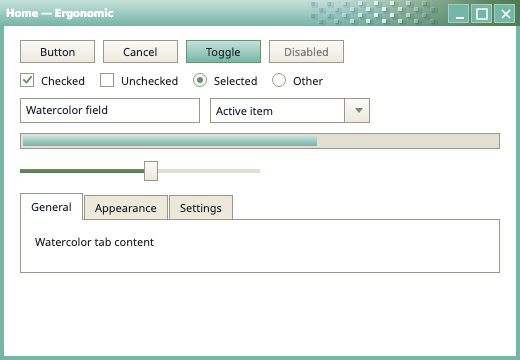 Home — Ergonomic
Button Cancel Toggle Disabled
Checked Unchecked Selected Other
Watercolor field Active item
General Appearance Settings
Watercolor tab content